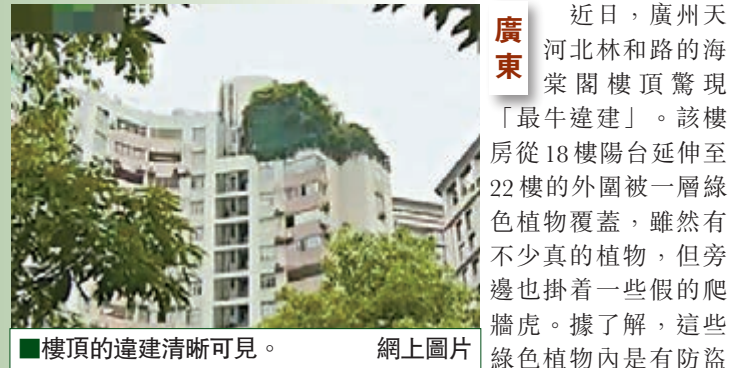 廣東
近日，廣州天
河北林和路的海
棠閣樓頂驚現
「最牛違建」。該樓
房從18樓陽台延伸至
22樓的外圍被一層綠
色植物覆蓋，雖然有
不少真的植物，但旁
邊也掛着一些假的爬
牆虎。據了解，這些
綠色植物內是有防盜
■樓頂的違建清晰可見。 網上圖片